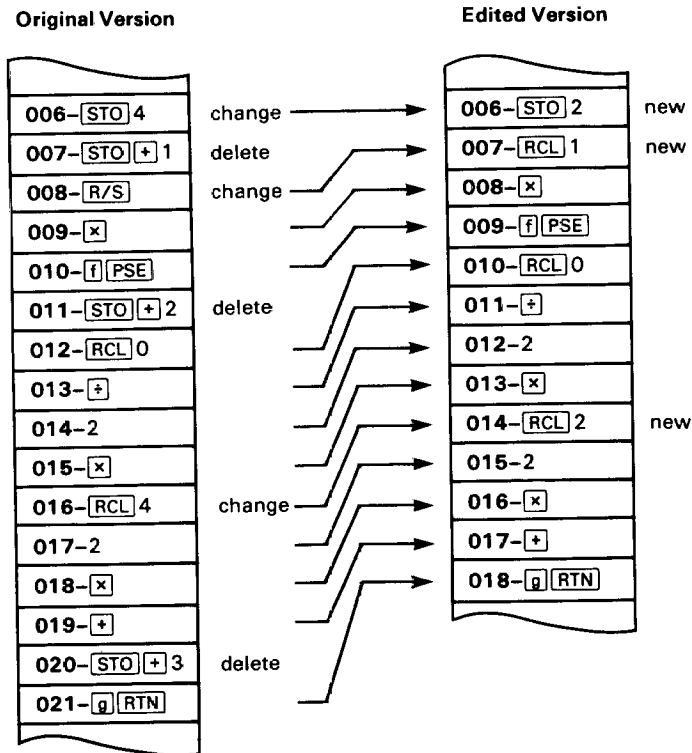 Original Version
006–STO 4 change
007–STO + 1 delete
008–R/S change
009–×
010–f PSE
011–STO + 2 delete
012–RCL 0
013–÷
014–2
015–×
016–RCL 4 change
017–2
018–×
019–+
020–STO + 3 delete
021–g RTN
Edited Version
006–STO 2 new
007–RCL 1 new
008–×
009–f PSE
010–RCL 0
011–÷
012–2
013–×
014–RCL 2 new
015–2
016–×
017–+
018–g RTN